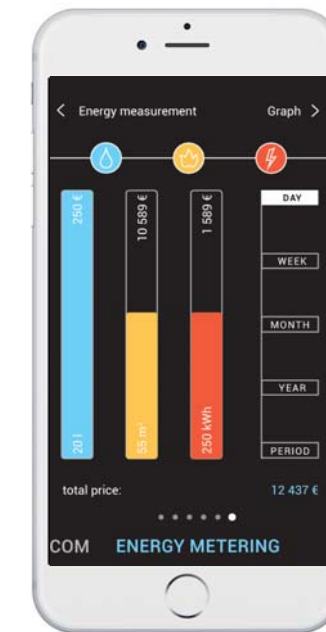 < Energy measurement Graph >
250 €
10 589 €
1 589 €
20 l
55 m³
250 kWh
DAY
WEEK
MONTH
YEAR
PERIOD
total price: 12 437 €
COM ENERGY METERING